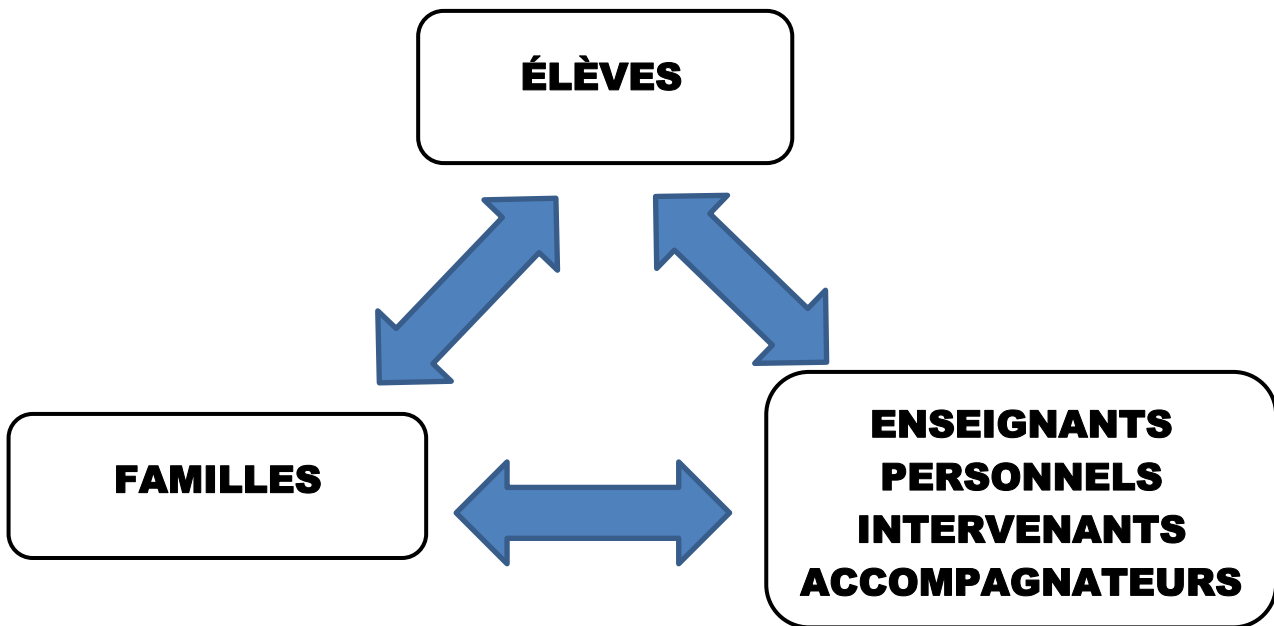 ÉLÈVES
FAMILLES
ENSEIGNANTS
PERSONNELS
INTERVENANTS
ACCOMPAGNATEURS